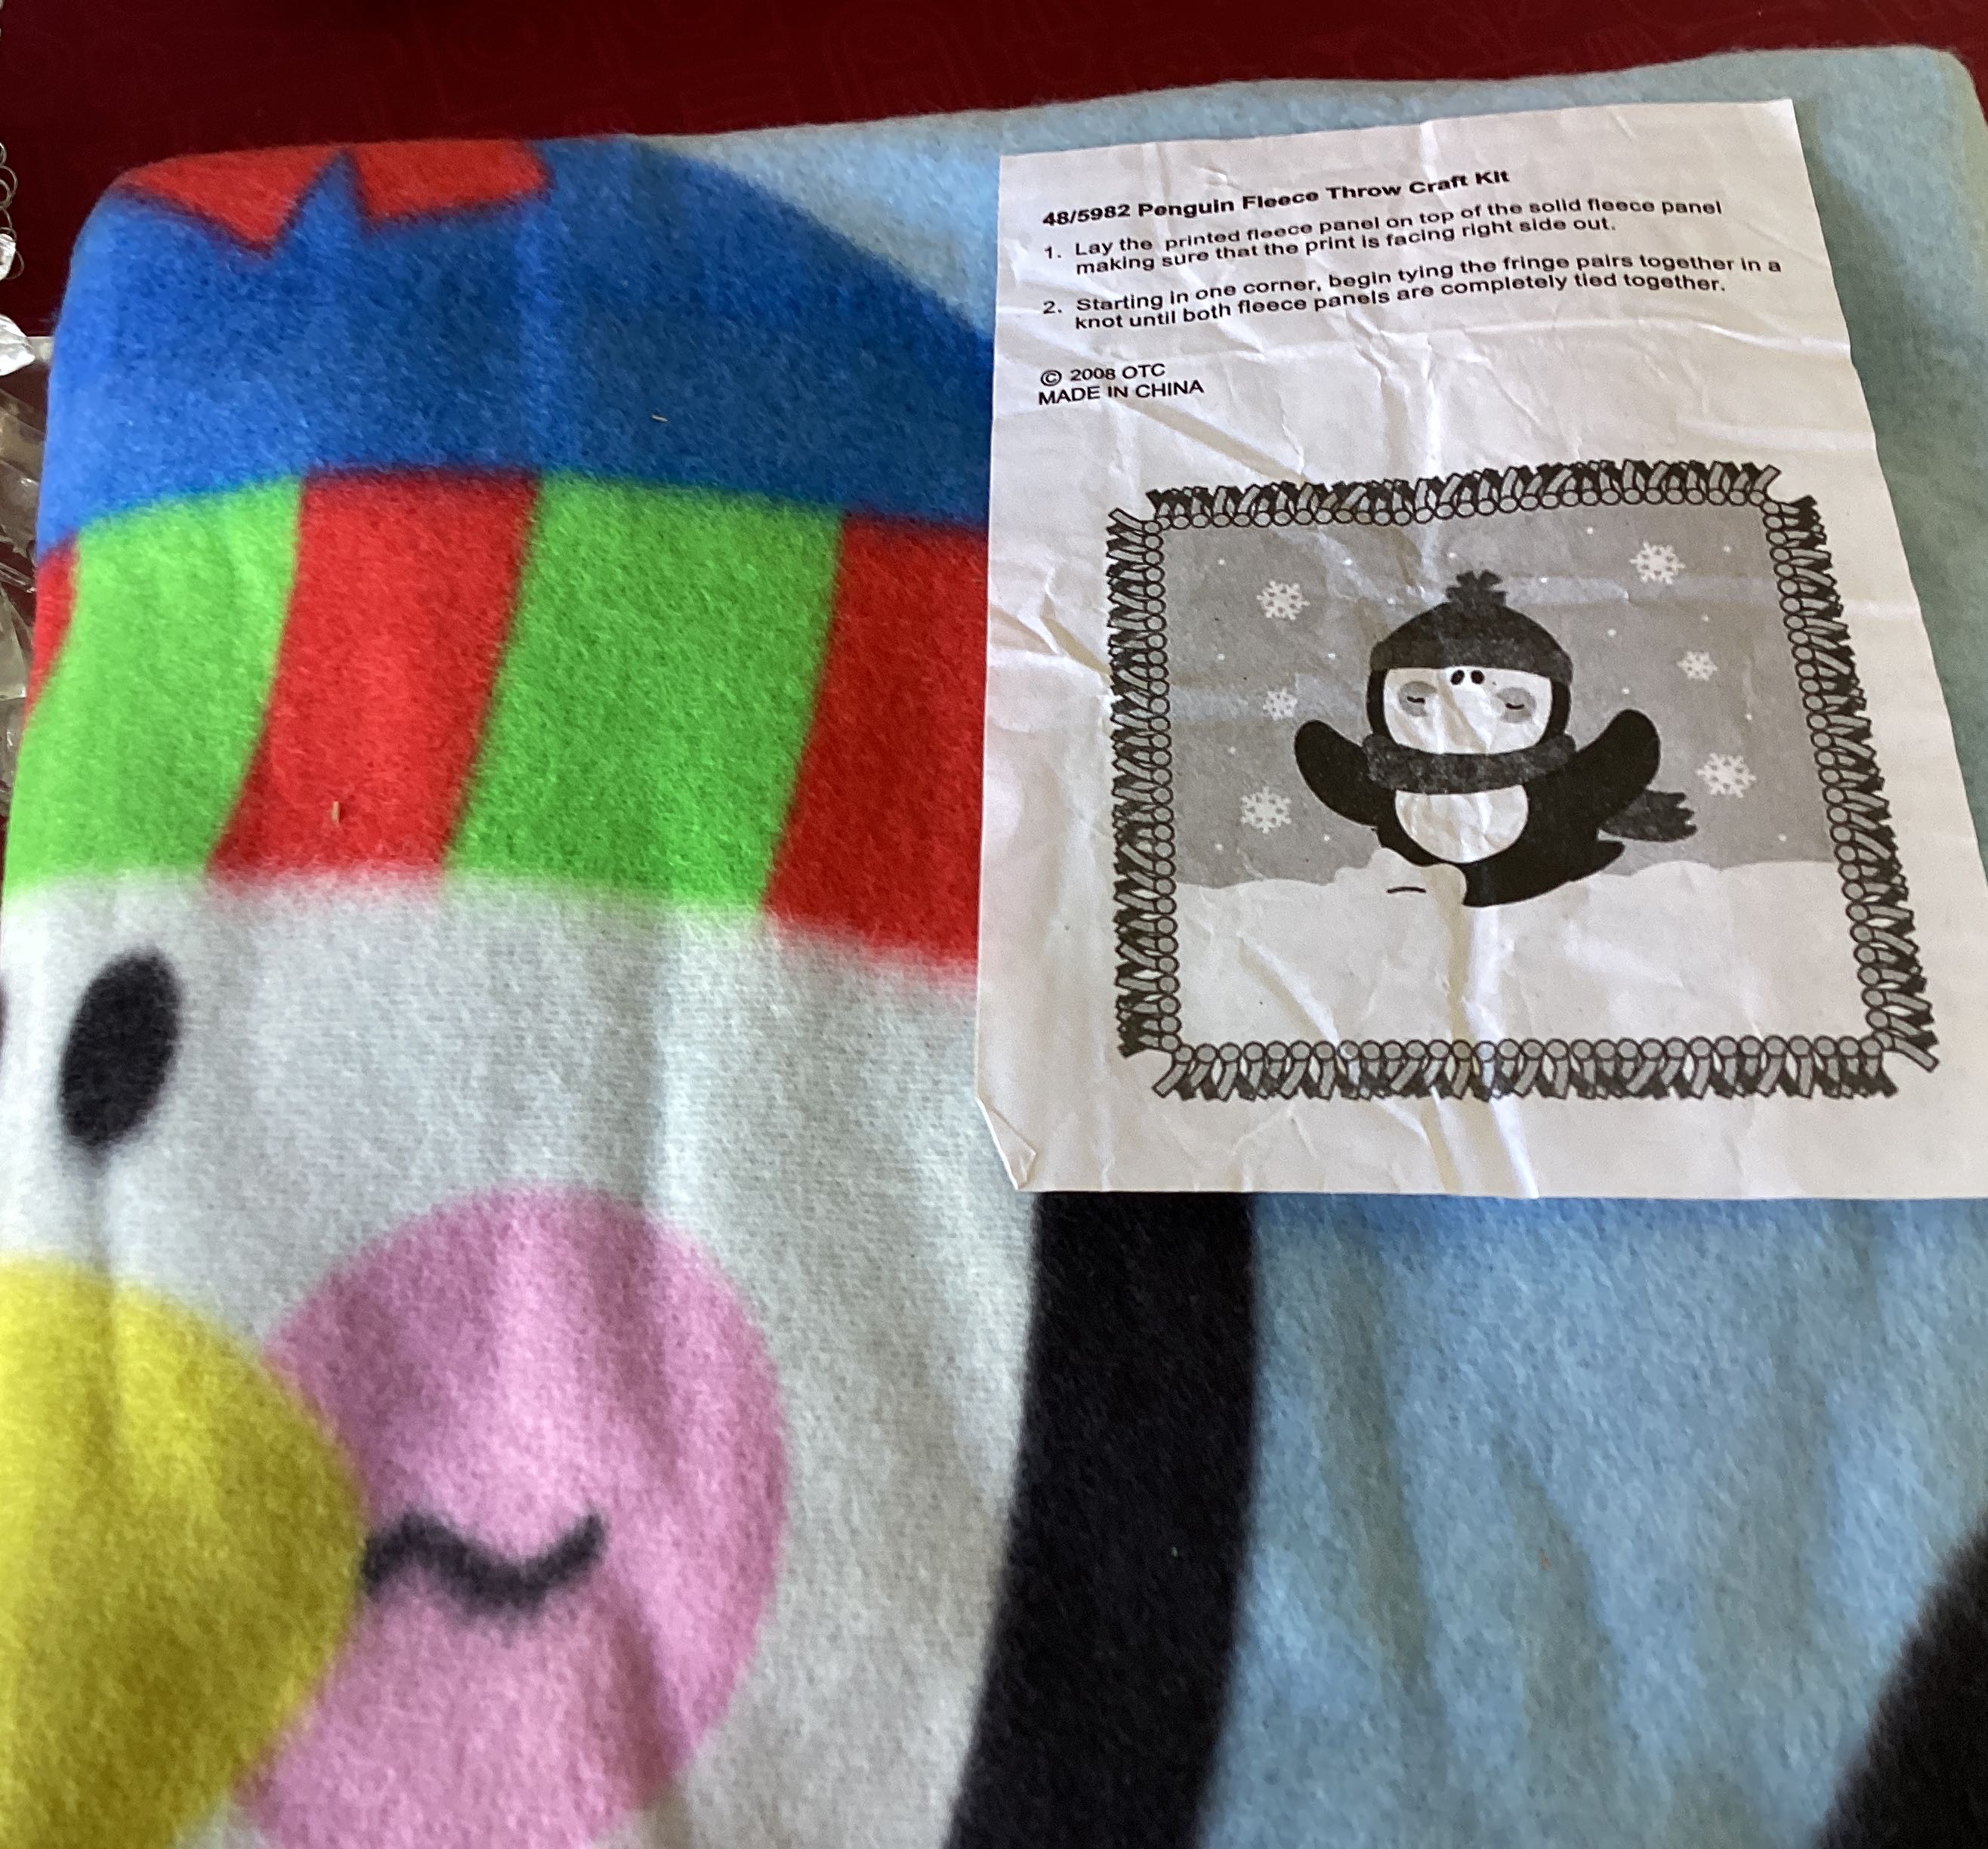 48/5982 Penguin Fleece Throw Craft Kit
1. Lay the printed fleece panel on top of the solid fleece panel
making sure that the print is facing right side out.
2. Starting in one corner, begin tying the fringe pairs together in a
knot until both fleece panels are completely tied together.
© 2008 OTC
MADE IN CHINA